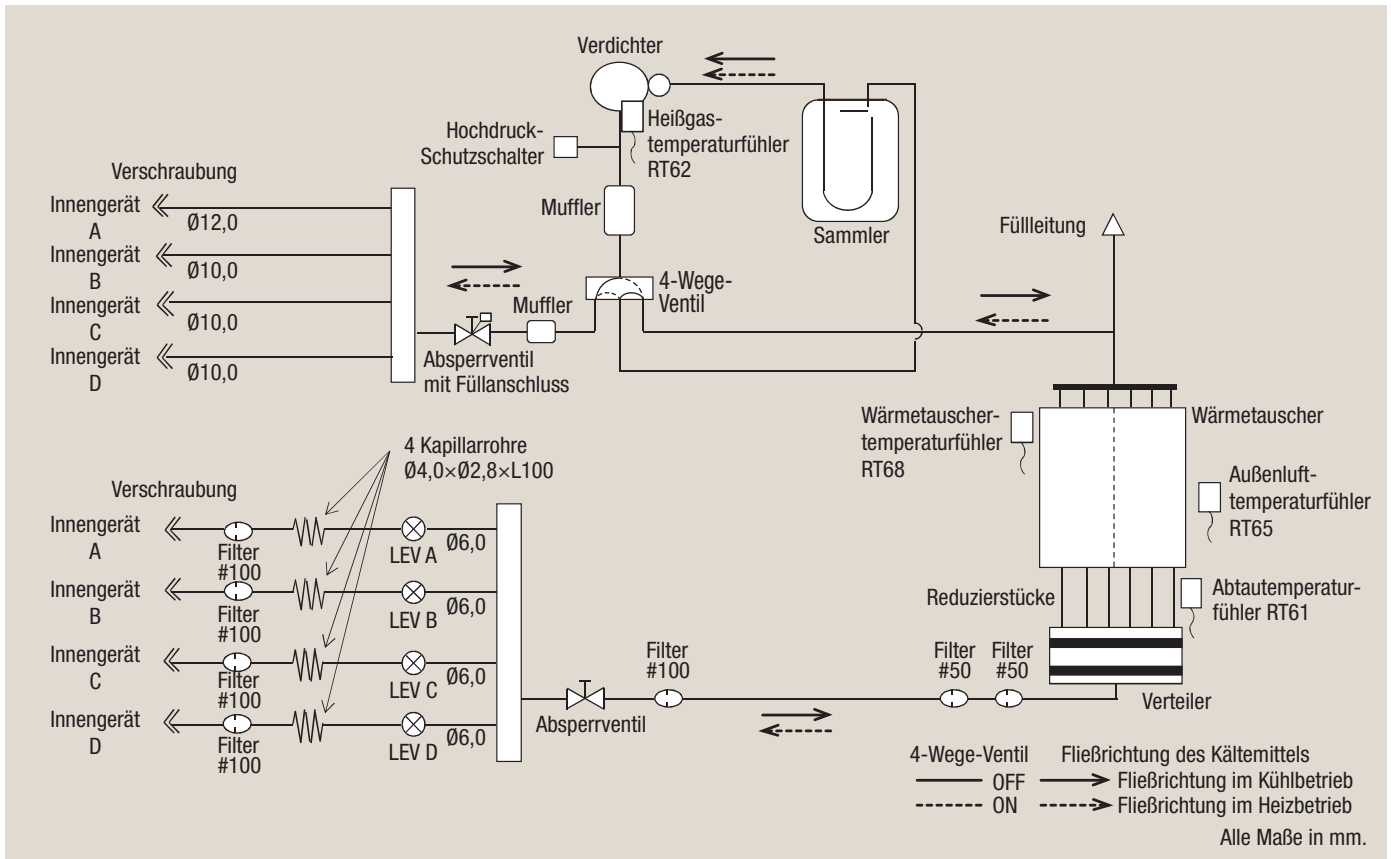 Verdichter
Hochdruck-
Schutzschalter
Heißgas-
temperaturfühler
RT62
Muffler
Sammler
Füllleitung
4-Wege-
Ventil
Muffler
Absperrventil
mit Füllanschluss
Verschraubung
Innengerät
A
Ø12,0
Innengerät
B
Ø10,0
Innengerät
C
Ø10,0
Innengerät
D
Ø10,0
Wärmetauscher-
temperaturfühler
RT68
Wärmetauscher
Außenluft-
temperaturfühler
RT65
Abtautemperatur-
fühler RT61
Reduzierstücke
Verteiler
4 Kapillarrohre
Ø4,0×Ø2,8×L100
Verschraubung
Innengerät
A
Filter
#100
LEV A
Ø6,0
Innengerät
B
Filter
#100
LEV B
Ø6,0
Innengerät
C
Filter
#100
LEV C
Ø6,0
Innengerät
D
Filter
#100
LEV D
Ø6,0
Absperrventil
Filter
#100
Filter
#50
Filter
#50
4-Wege-Ventil
Fließrichtung des Kältemittels
OFF
Fließrichtung im Kühlbetrieb
ON
Fließrichtung im Heizbetrieb
Alle Maße in mm.